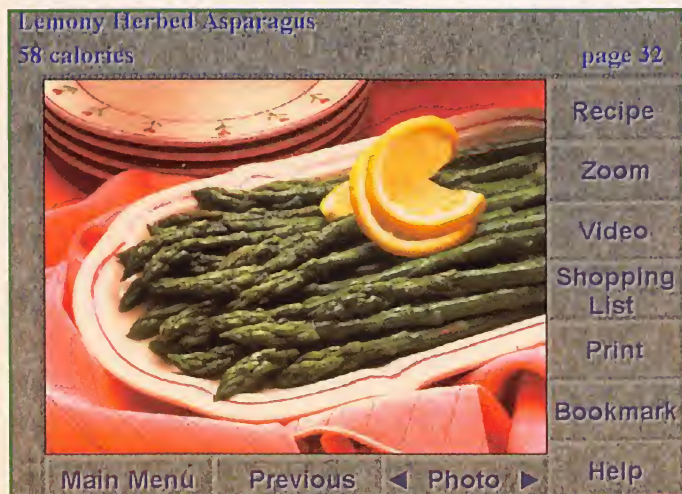 Lemony Herbed Asparagus
58 calories
page 32
Recipe
Zoom
Video
Shopping
List
Print
Bookmark
Help
Main Menu
Previous
◀ Photo ▶